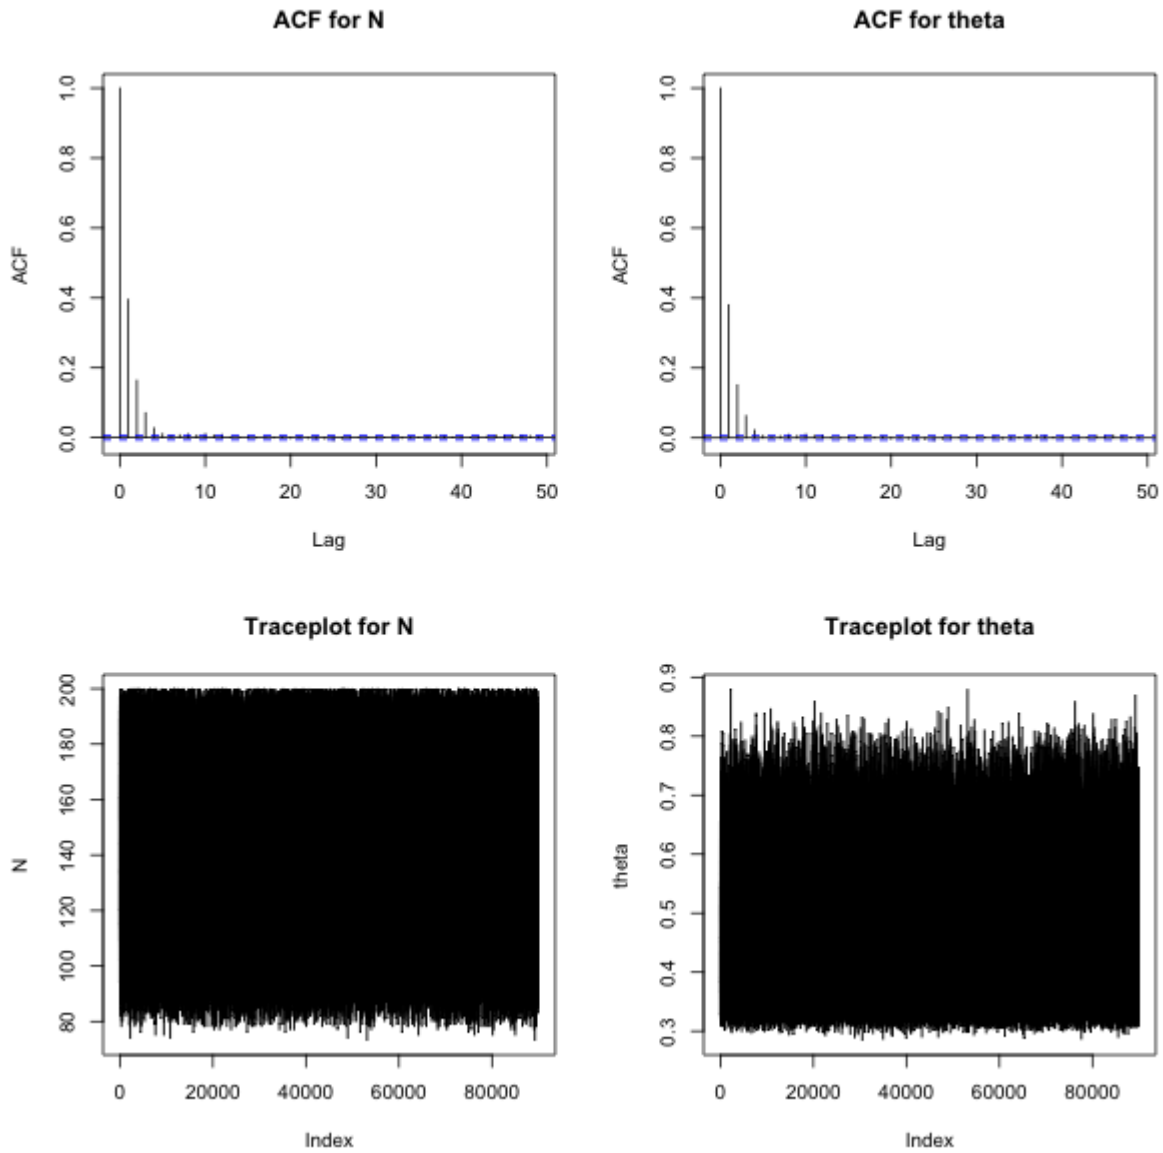 ACF for N
ACF
1.0
0.8
0.6
0.4
0.2
0.0
0 10 20 30 40 50
Lag
ACF for theta
ACF
1.0
0.8
0.6
0.4
0.2
0.0
0 10 20 30 40 50
Lag
Traceplot for N
N
200
180
160
140
120
100
80
0 20000 40000 60000 80000
Index
Traceplot for theta
theta
0.9
0.8
0.7
0.6
0.5
0.4
0.3
0 20000 40000 60000 80000
Index